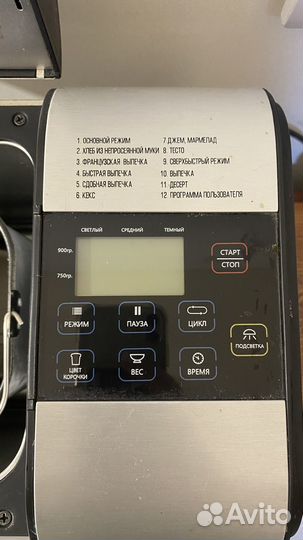 1 ОСНОВНОЙ РЕЖИМ
2. ХЛЕБ ИЗ НЕПРОСЕЯННОЙ МУКИ
3 ФРАНЦУЗСКАЯ ВЫПЕЧКА
4. БЫСТРАЯ ВЫПЕЧКА
5. СДОБНАЯ ВЫПЕЧКА
6. КЕКС
7 ДЖЕМ, МАРМЕЛАД
8. ТЕСТО
9. СВЕРХБЫСТРЫЙ РЕЖИМ
10. ВЫПЕЧКА
11. ДЕСЕРТ
12 ПРОГРАММА ПОЛЬЗОВАТЕЛЯ
СВЕТЛЫЙ СРЕДНИЙ ТЕМНЫЙ
900гр.
750гр.
СТАРТ
СТОП
РЕЖИМ ПАУЗА ЦИКЛ
ПОДСВЕТКА
ЦВЕТ
КОРОЧКИ
ВЕС ВРЕМЯ
Avito